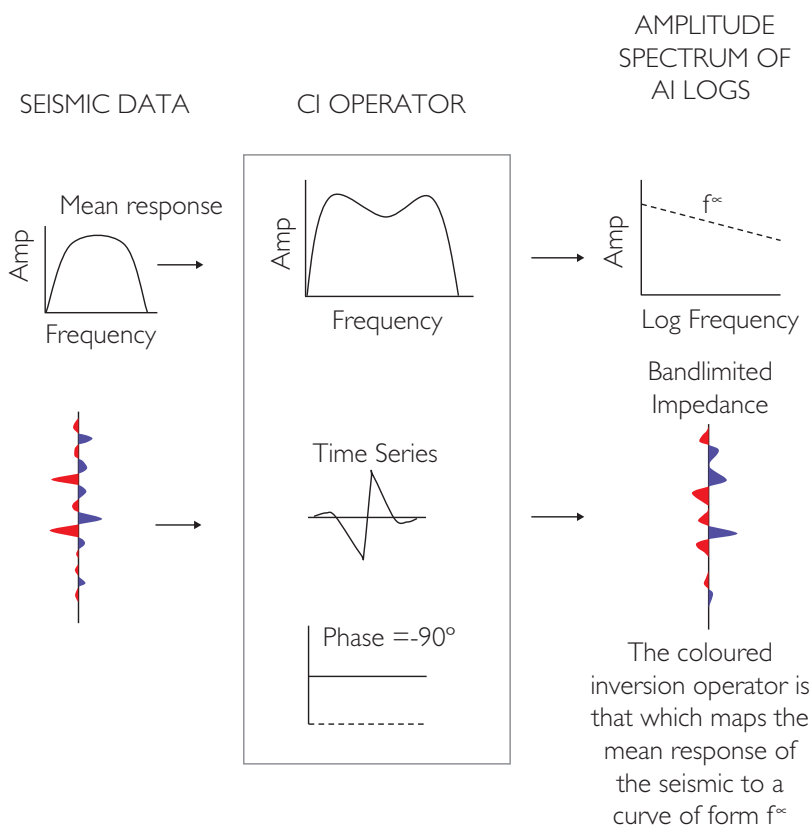 SEISMIC DATA
CI OPERATOR
AMPLITUDE
SPECTRUM OF
AI LOGS
Mean response
Amp
Frequency
Amp
Frequency
f^∝
Amp
Log Frequency
Time Series
Phase =-90º
Bandlimited
Impedance
The coloured
inversion operator is
that which maps the
mean response of
the seismic to a
curve of form f^∝